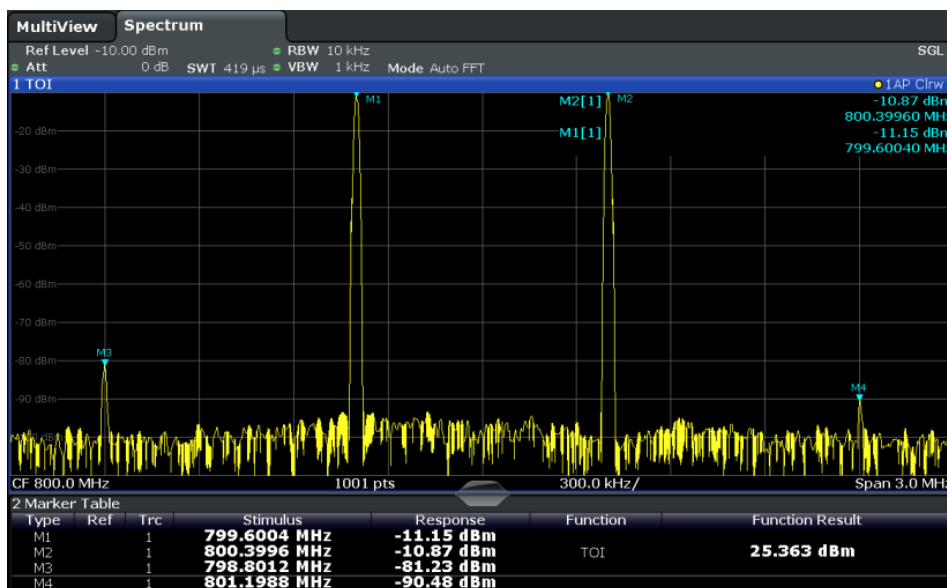 MultiView Spectrum
Ref Level -10.00 dBm RBW 10 kHz SGL
Att 0 dB SWT 419 µs VBW 1 kHz Mode Auto FFT
1 TOI 1AP Clrw
M1 M2[1] M2 -10.87 dBm
800.39960 MHz
-20 dBm M1[1] -11.15 dBm
799.60040 MHz
-30 dBm
-40 dBm
-50 dBm
-60 dBm
-70 dBm
M3
-80 dBm
M4
-90 dBm
CF 800.0 MHz 1001 pts 300.0 kHz/ Span 3.0 MHz
2 Marker Table
Type Ref Trc Stimulus Response Function Function Result
M1 1 799.6004 MHz -11.15 dBm
M2 1 800.3996 MHz -10.87 dBm TOI 25.363 dBm
M3 1 798.8012 MHz -81.23 dBm
M4 1 801.1988 MHz -90.48 dBm